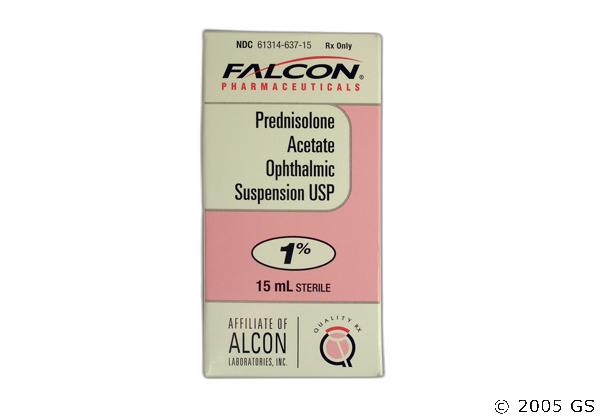 NDC 61314-637-15 Rx Only
FALCON®
PHARMACEUTICALS
Prednisolone
Acetate
Ophthalmic
Suspension USP
1%
15 mL STERILE
AFFILIATE OF
ALCON
LABORATORIES, INC.
QUALITY RX
© 2005 GS